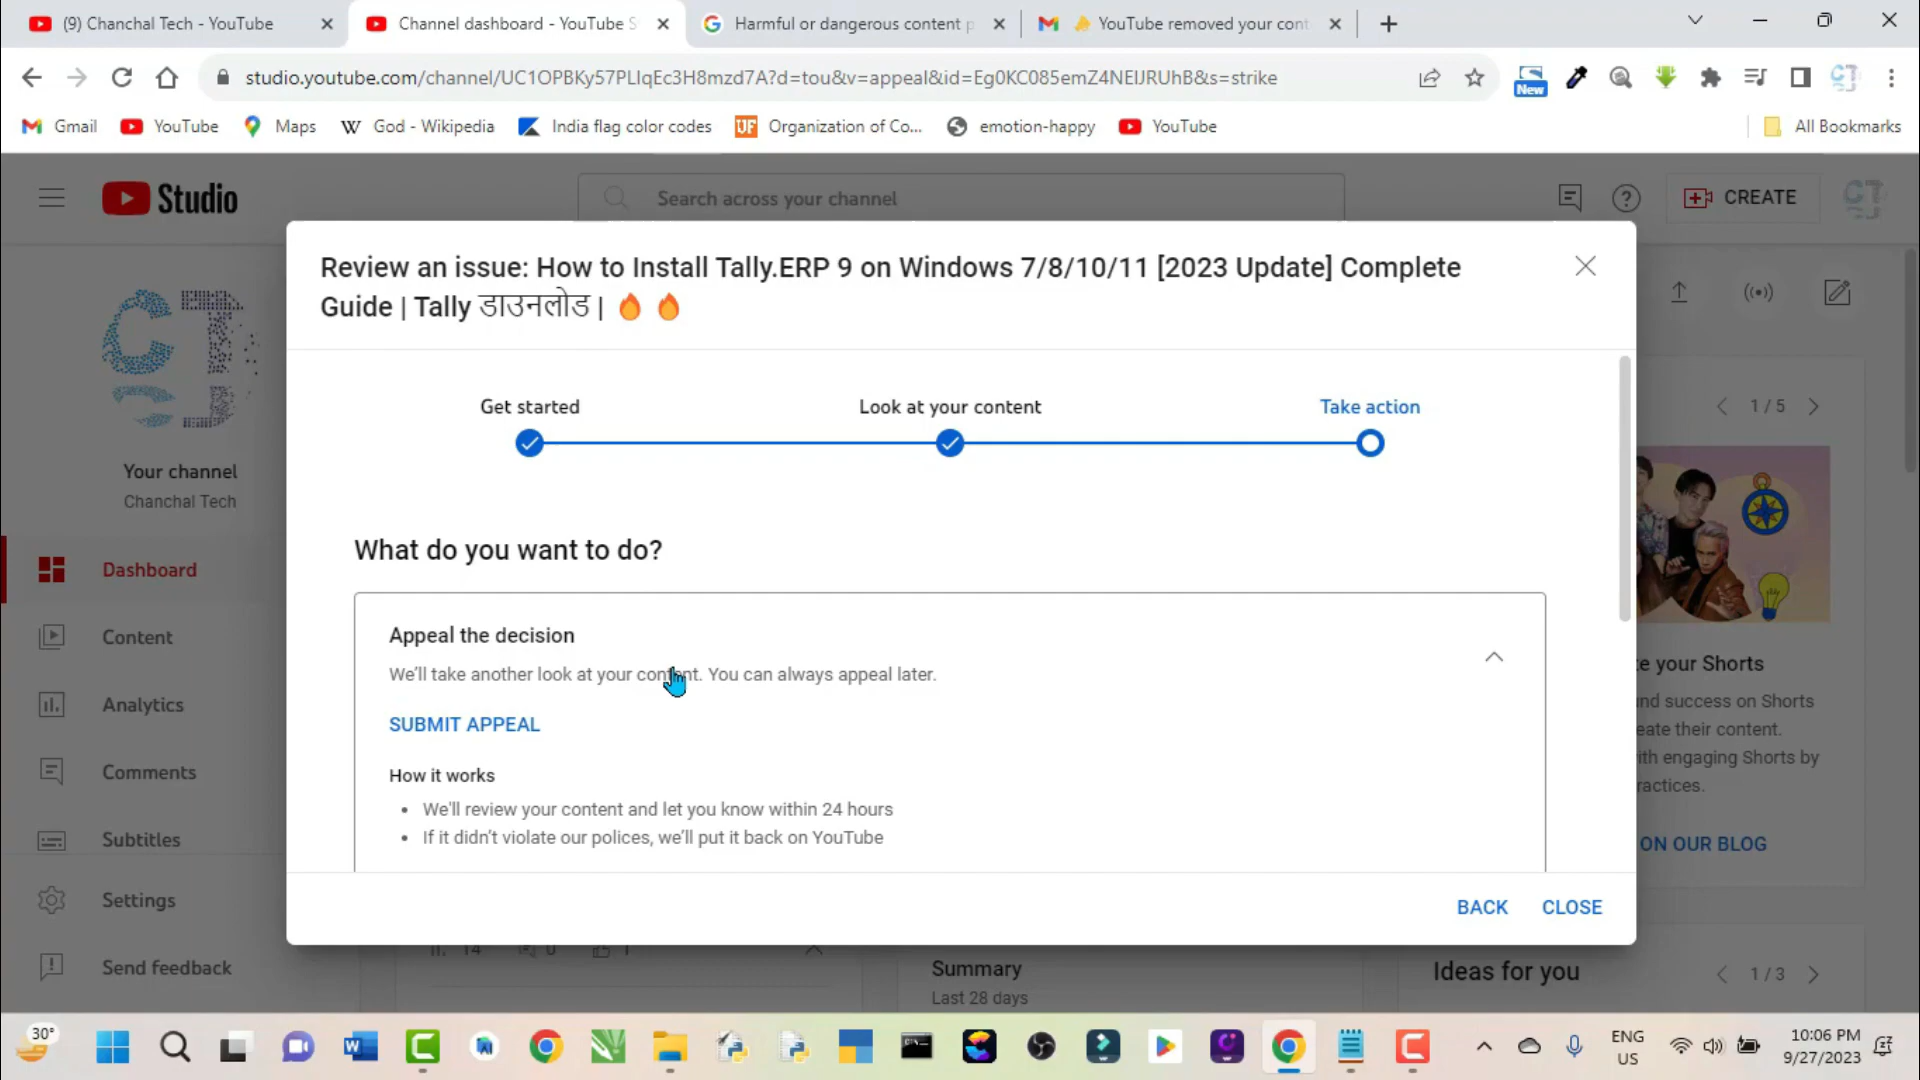 (9) Chanchal Tech - YouTube
Channel dashboard - YouTube S
Harmful or dangerous content p
YouTube removed your cont
studio.youtube.com/channel/UC1OPBKy57PLIqEc3H8mzd7A?d=tou&v=appeal&id=Eg0KC085emZ4NEIJRUhB&s=strike
New
Gmail
YouTube
Maps
W God - Wikipedia
India flag color codes
Organization of Co...
emotion-happy
YouTube
All Bookmarks
Studio
Search across your channel
CREATE
Review an issue: How to Install Tally.ERP 9 on Windows 7/8/10/11 [2023 Update] Complete
Guide | Tally डाउनलोड | 🔥 🔥
Get started
Look at your content
Take action
1 / 5
Your channel
Chanchal Tech
What do you want to do?
Dashboard
Content
Analytics
Comments
Subtitles
Settings
Send feedback
Appeal the decision
We'll take another look at your content. You can always appeal later.
SUBMIT APPEAL
How it works
• We'll review your content and let you know within 24 hours
• If it didn't violate our polices, we'll put it back on YouTube
e your Shorts
nd success on Shorts
eate their content.
ith engaging Shorts by
ractices.
ON OUR BLOG
BACK
CLOSE
Summary
Last 28 days
Ideas for you
1 / 3
30°
ENG
US
10:06 PM
9/27/2023